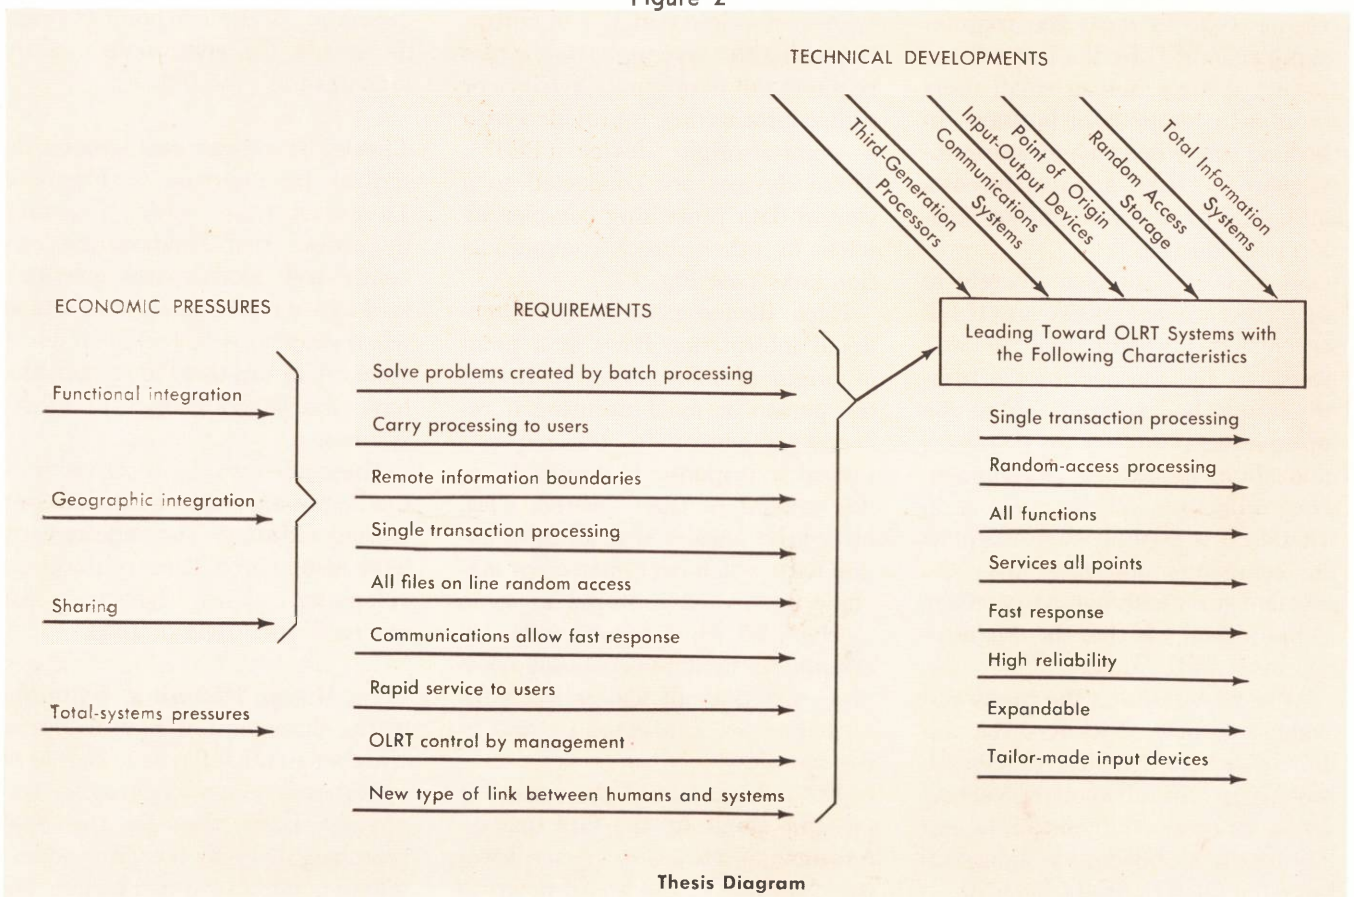 Figure 2
TECHNICAL DEVELOPMENTS
Third-Generation
Processors
Communications
Systems
Input-Output Devices
Point of Origin
Random Access
Storage
Total Information
Systems
ECONOMIC PRESSURES
Functional integration
Geographic integration
Sharing
Total-systems pressures
REQUIREMENTS
Solve problems created by batch processing
Carry processing to users
Remote information boundaries
Single transaction processing
All files on line random access
Communications allow fast response
Rapid service to users
OLRT control by management
New type of link between humans and systems
Leading Toward OLRT Systems with
the Following Characteristics
Single transaction processing
Random-access processing
All functions
Services all points
Fast response
High reliability
Expandable
Tailor-made input devices
Thesis Diagram